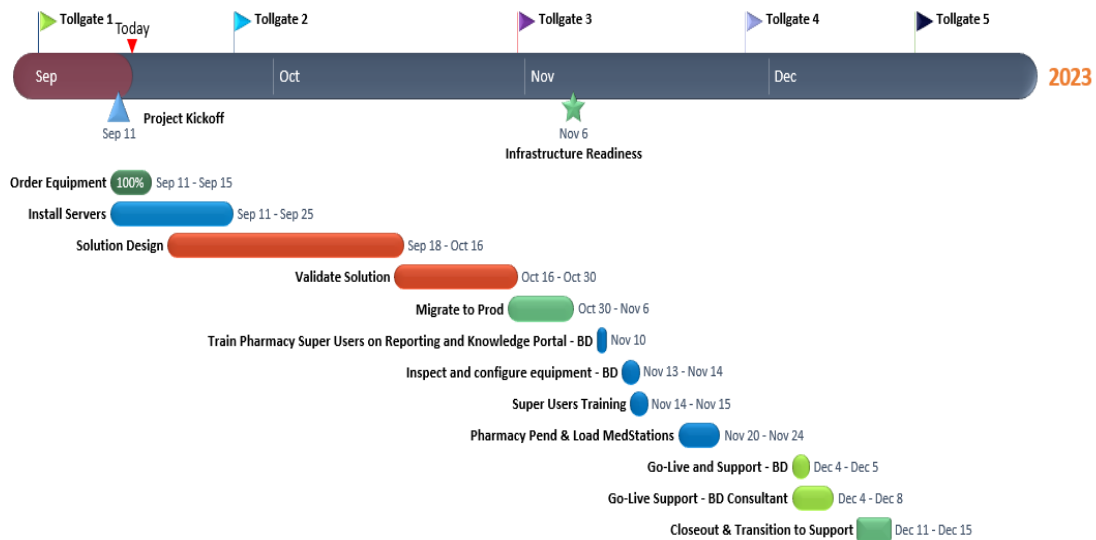 Tollgate 1
Tollgate 2
Tollgate 3
Tollgate 4
Tollgate 5
Today
Sep
Oct
Nov
Dec
2023
Project Kickoff
Sep 11
Nov 6
Infrastructure Readiness
Order Equipment 100% Sep 11 - Sep 15
Install Servers Sep 11 - Sep 25
Solution Design Sep 18 - Oct 16
Validate Solution Oct 16 - Oct 30
Migrate to Prod Oct 30 - Nov 6
Train Pharmacy Super Users on Reporting and Knowledge Portal - BD Nov 10
Inspect and configure equipment - BD Nov 13 - Nov 14
Super Users Training Nov 14 - Nov 15
Pharmacy Pend & Load MedStations Nov 20 - Nov 24
Go-Live and Support - BD Dec 4 - Dec 5
Go-Live Support - BD Consultant Dec 4 - Dec 8
Closeout & Transition to Support Dec 11 - Dec 15